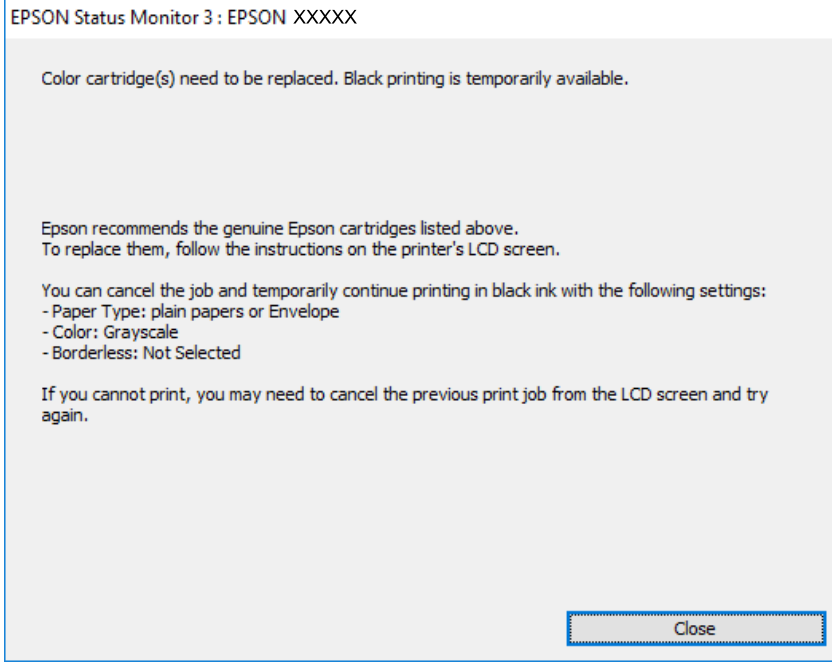 EPSON Status Monitor 3 : EPSON XXXXX
Color cartridge(s) need to be replaced. Black printing is temporarily available.
Epson recommends the genuine Epson cartridges listed above.
To replace them, follow the instructions on the printer's LCD screen.
You can cancel the job and temporarily continue printing in black ink with the following settings:
- Paper Type: plain papers or Envelope
- Color: Grayscale
- Borderless: Not Selected
If you cannot print, you may need to cancel the previous print job from the LCD screen and try
again.
Close